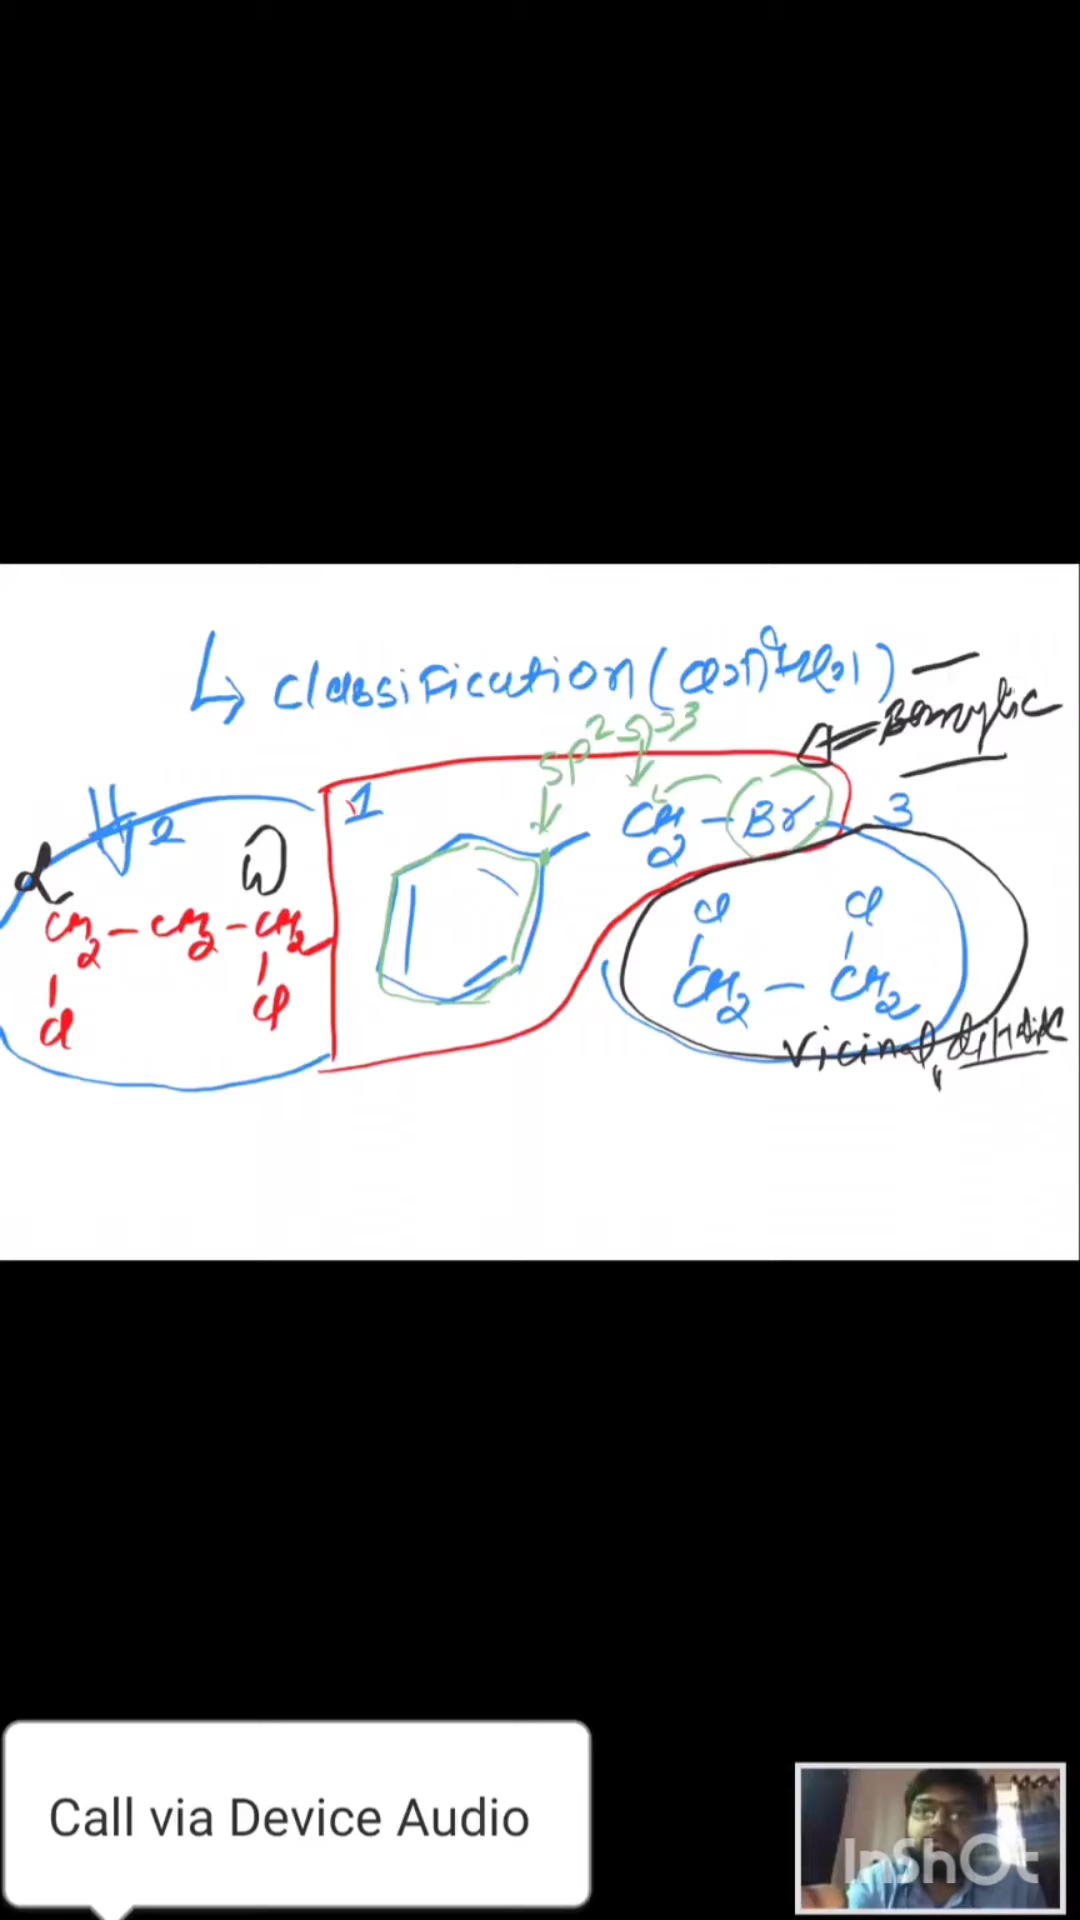 ↳ classification (
sp² sp3
Benzylic
1
CH2 - Br
3
2
α
ω
CH2 - CH2 - CH2
Cl
Cl
Cl
Cl
CH2 - CH2
Vicinal
Call via Device Audio
InShOt